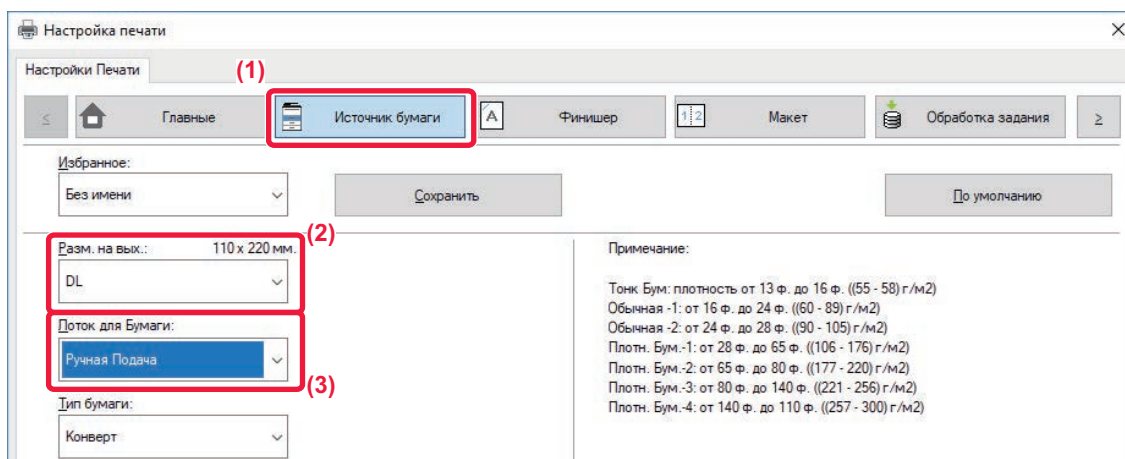 Настройка печати
Настройки Печати
(1)
≤ Главные Источник бумаги A Финишер 1 2 Макет Обработка задания ≥
Избранное:
Без имени Сохранить По умолчанию
(2)
Разм. на вых.: 110 x 220 мм.
DL
Лоток для Бумаги:
Ручная Подача
(3)
Тип бумаги:
Конверт
Примечание:
Тонк Бум: плотность от 13 ф. до 16 ф. ((55 - 58) г/м2)
Обычная -1: от 16 ф. до 24 ф. ((60 - 89) г/м2)
Обычная -2: от 24 ф. до 28 ф. ((90 - 105) г/м2)
Плотн. Бум.-1: от 28 ф. до 65 ф. ((106 - 176) г/м2)
Плотн. Бум.-2: от 65 ф. до 80 ф. ((177 - 220) г/м2)
Плотн. Бум.-3: от 80 ф. до 140 ф. ((221 - 256) г/м2)
Плотн. Бум.-4: от 140 ф. до 110 ф. ((257 - 300) г/м2)